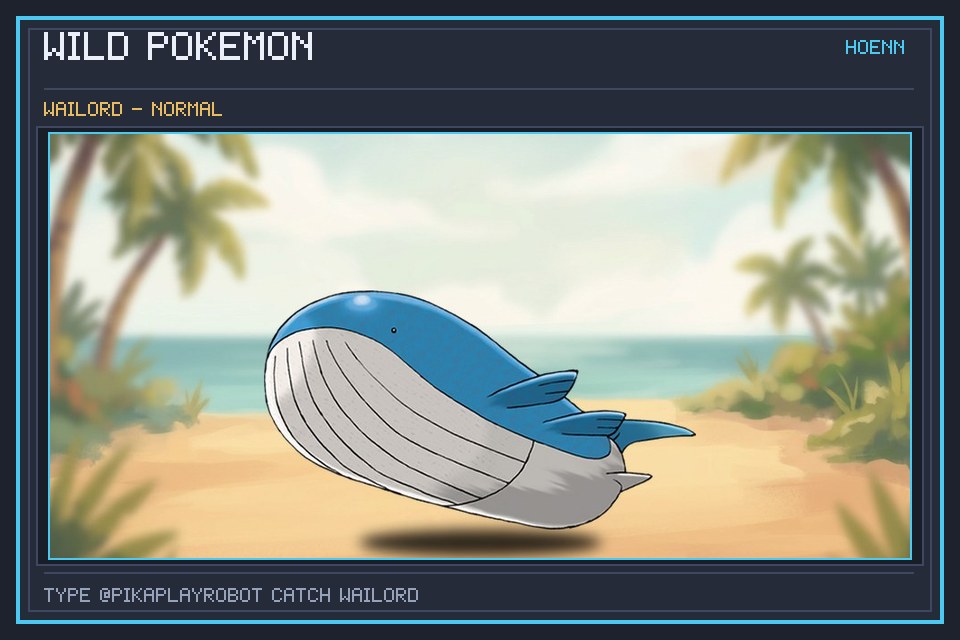 WILD POKEMON
HOENN
WAILORD - NORMAL
TYPE @PIKAPLAYROBOT CATCH WAILORD